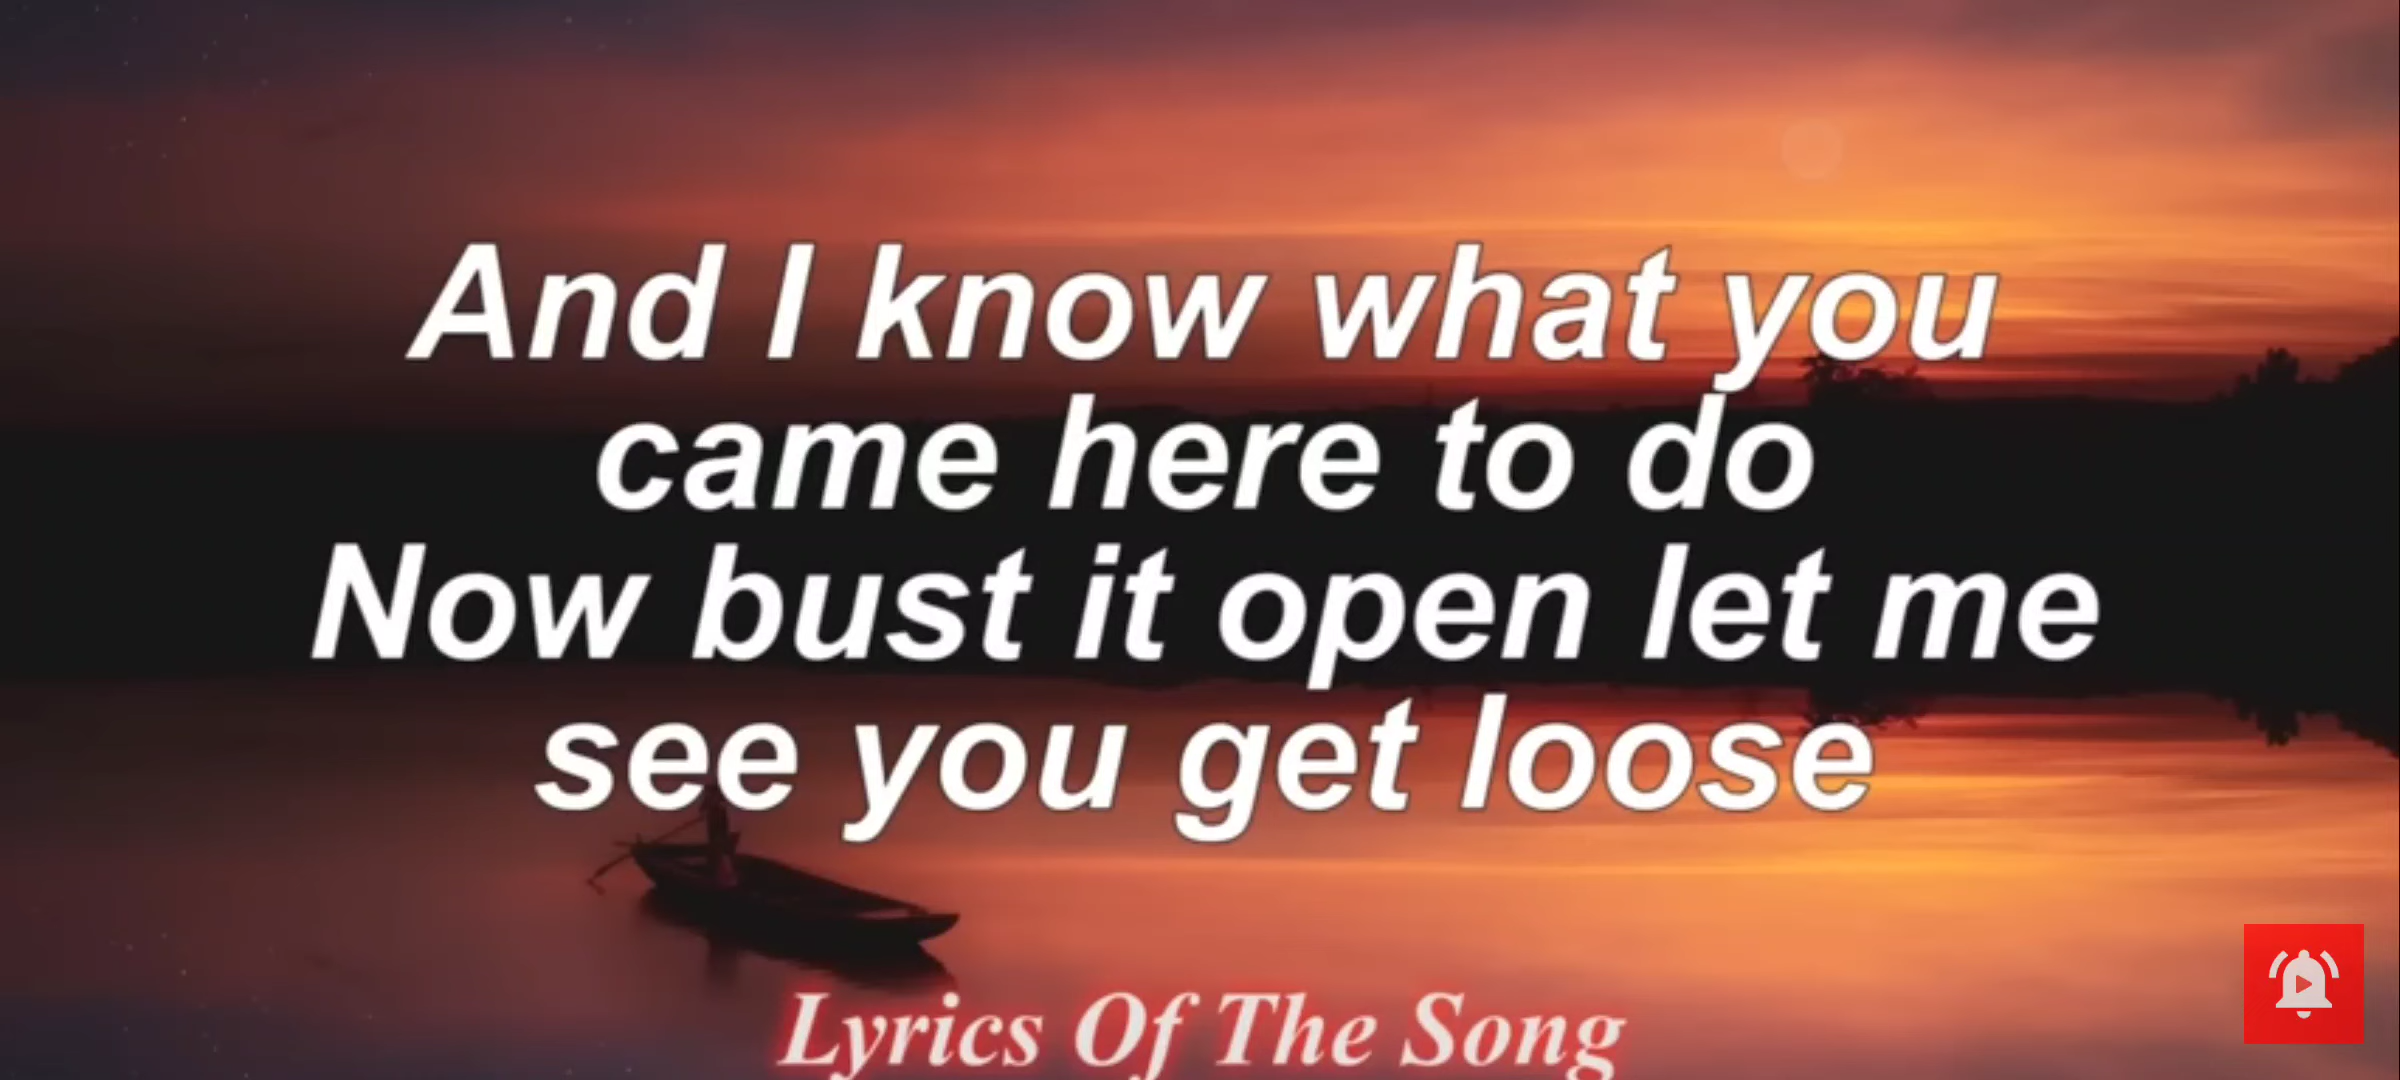 And I know what you
came here to do
Now bust it open let me
see you get loose
Lyrics Of The Song